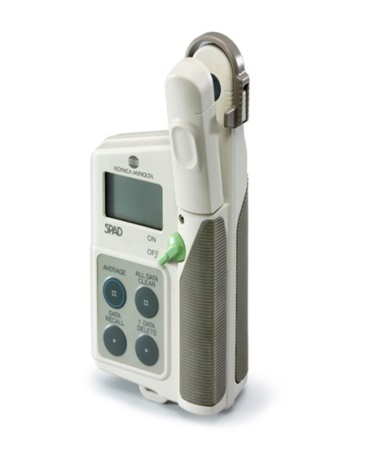 KONICA MINOLTA
SPAD
ON
OFF
AVERAGE
ALL DATA
CLEAR
DATA
RECALL
1 DATA
DELETE